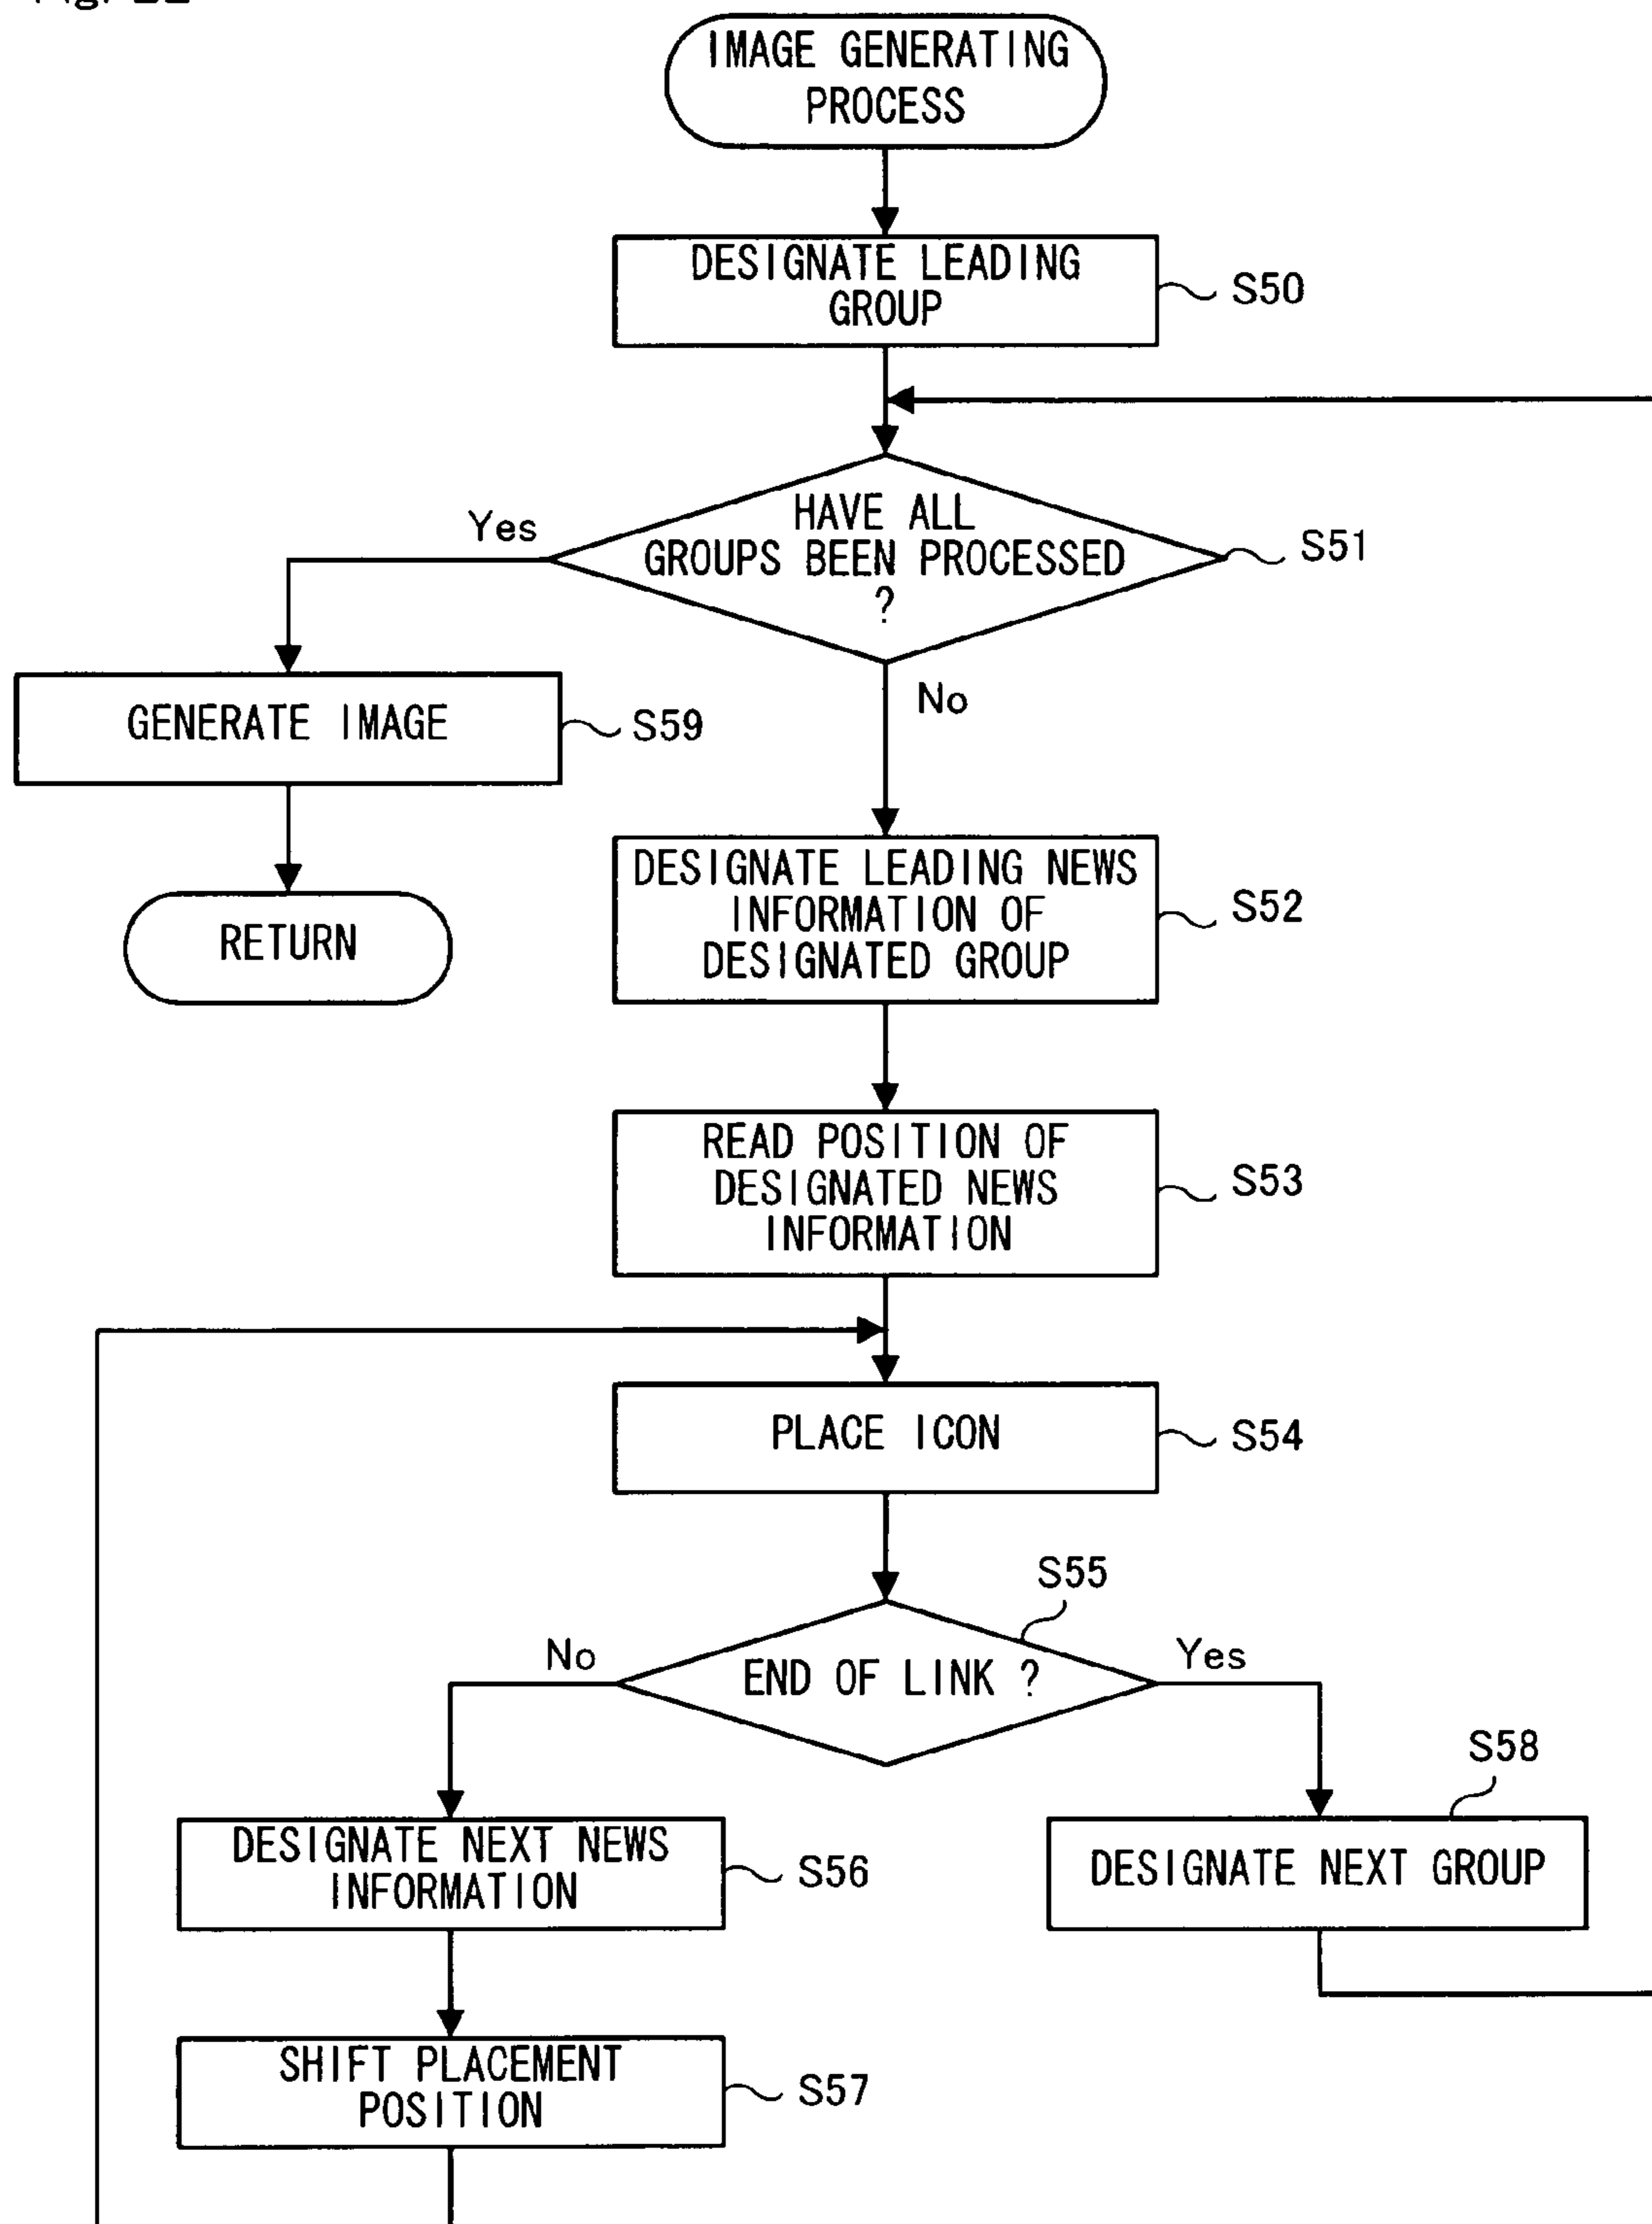 IMAGE GENERATING
PROCESS
DESIGNATE LEADING
GROUP
S50
HAVE ALL
GROUPS BEEN PROCESSED
?
S51
Yes
No
GENERATE IMAGE
S59
RETURN
DESIGNATE LEADING NEWS
INFORMATION OF
DESIGNATED GROUP
S52
READ POSITION OF
DESIGNATED NEWS
INFORMATION
S53
PLACE ICON
S54
S55
END OF LINK ?
No
Yes
DESIGNATE NEXT NEWS
INFORMATION
S56
S58
DESIGNATE NEXT GROUP
SHIFT PLACEMENT
POSITION
S57